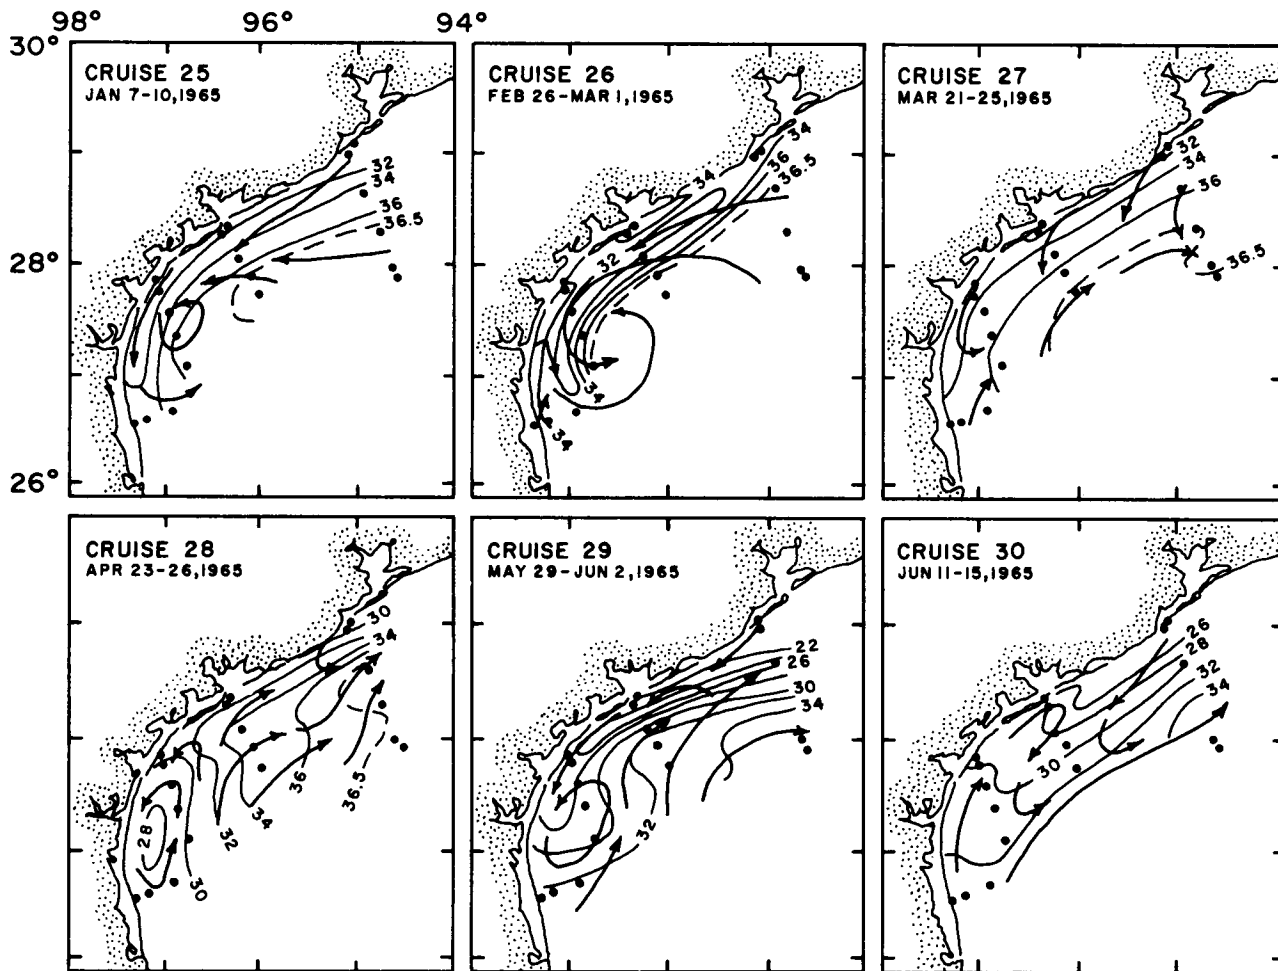 98° 96° 94°
30°
28°
26°
CRUISE 25
JAN 7-10,1965
32
34
36
36.5
CRUISE 26
FEB 26-MAR 1,1965
34
36
36.5
34
32
34
34
CRUISE 27
MAR 21-25,1965
32
34
36
36.5
CRUISE 28
APR 23-26,1965
30
34
36
36.5
34
32
28
30
CRUISE 29
MAY 29-JUN 2,1965
22
26
30
34
32
CRUISE 30
JUN 11-15,1965
26
28
32
34
30